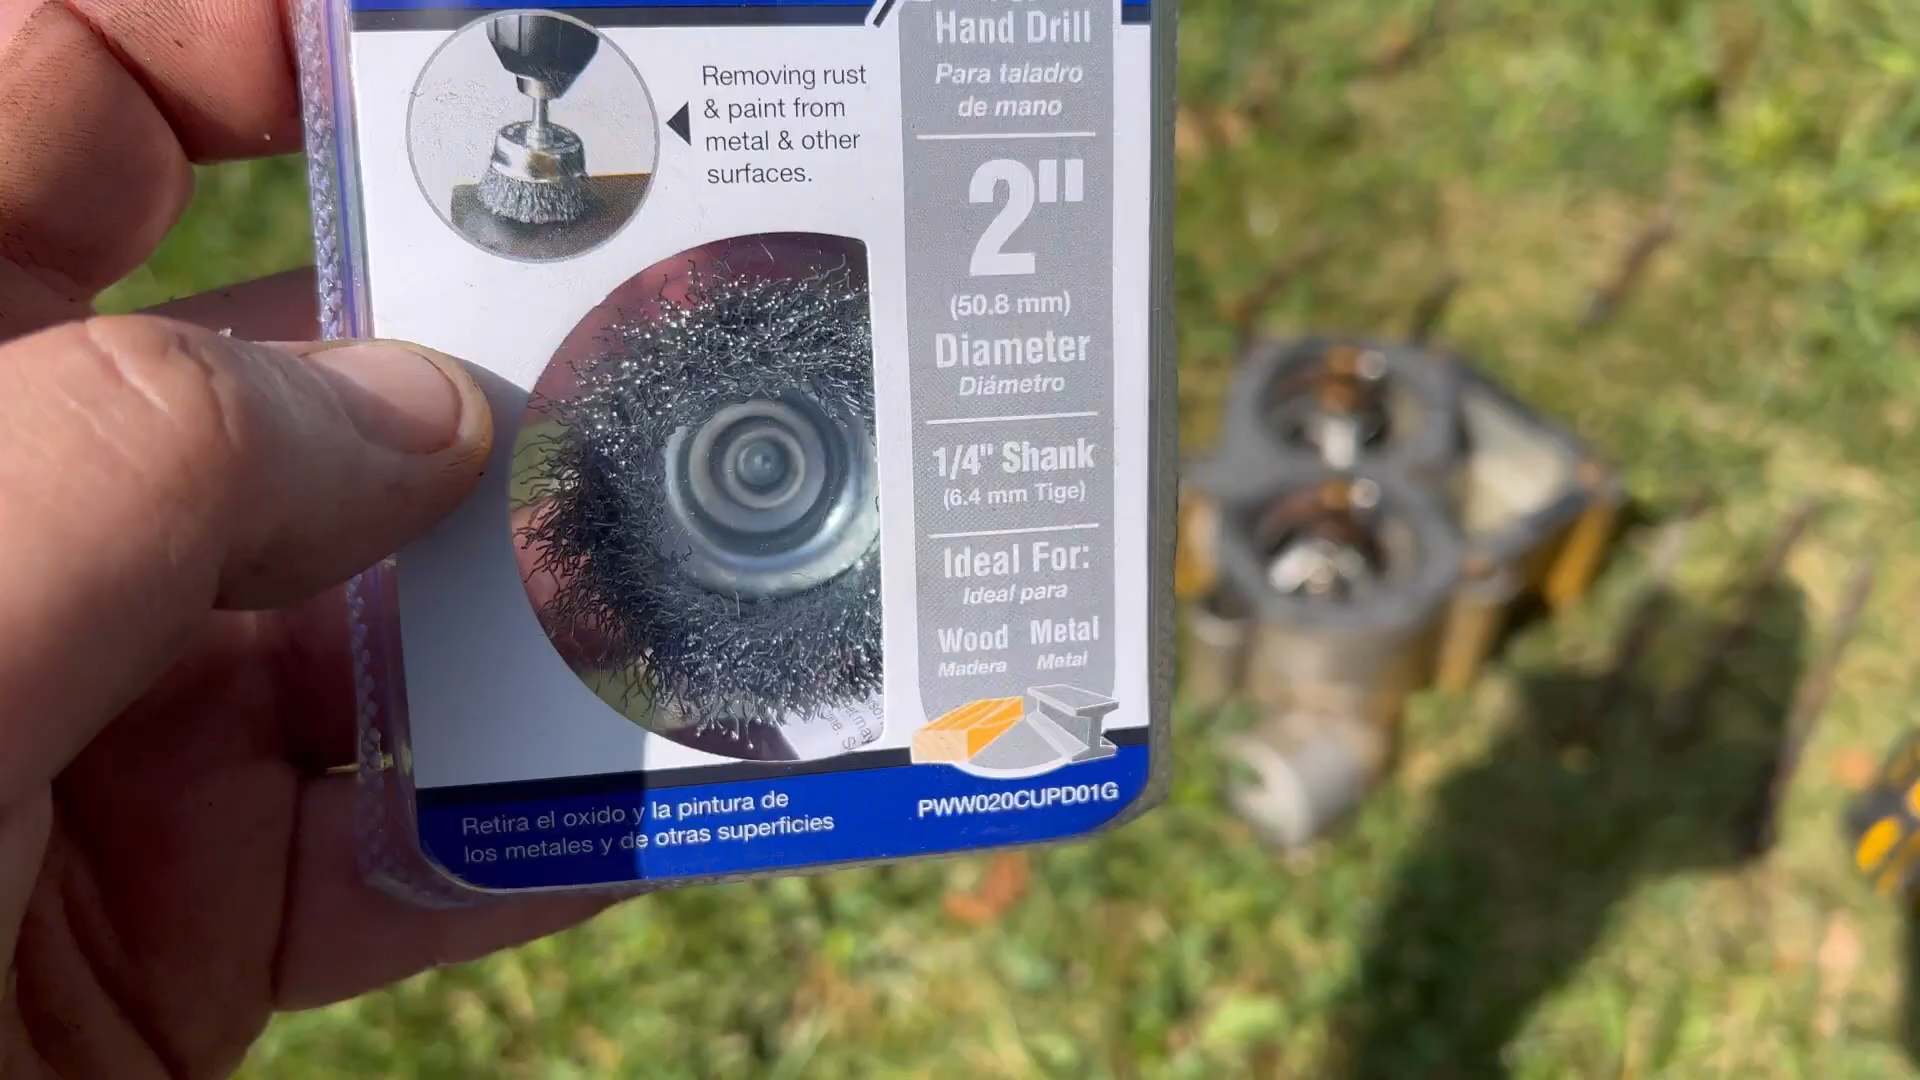 Removing rust
& paint from
metal & other
surfaces.
Hand Drill
Para taladro
de mano
2"
(50.8 mm)
Diameter
Diámetro
1/4" Shank
(6.4 mm Tige)
Ideal For:
Ideal para
Wood Metal
Madera Metal
PWW020CUPD01G
Retira el oxido y la pintura de
los metales y de otras superficies